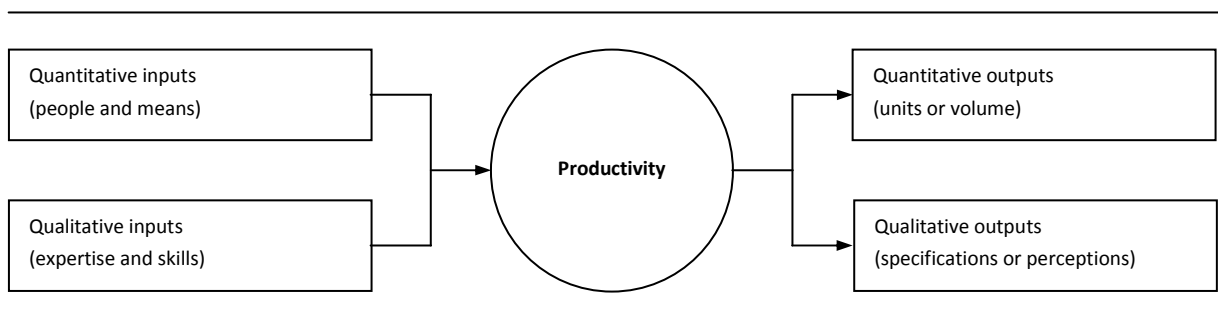 Quantitative inputs
(people and means)
Qualitative inputs
(expertise and skills)
Productivity
Quantitative outputs
(units or volume)
Qualitative outputs
(specifications or perceptions)